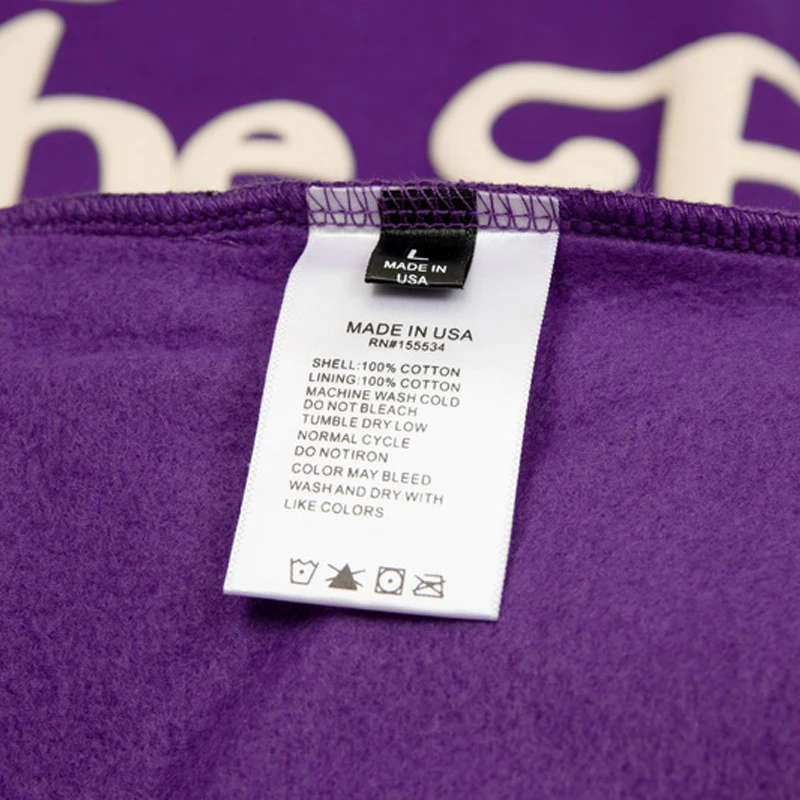 he B
L
MADE IN
USA
MADE IN USA
RN#155534
SHELL:100% COTTON
LINING:100% COTTON
MACHINE WASH COLD
DO NOT BLEACH
TUMBLE DRY LOW
NORMAL CYCLE
DO NOTIRON
COLOR MAY BLEED
WASH AND DRY WITH
LIKE COLORS